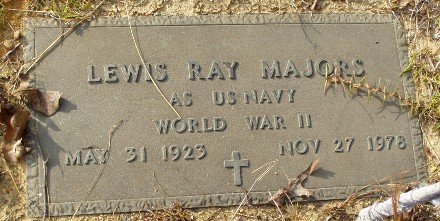 LEWIS RAY MAJORS
AS US NAVY
WORLD WAR II
MAY 31 1923 NOV 27 1978